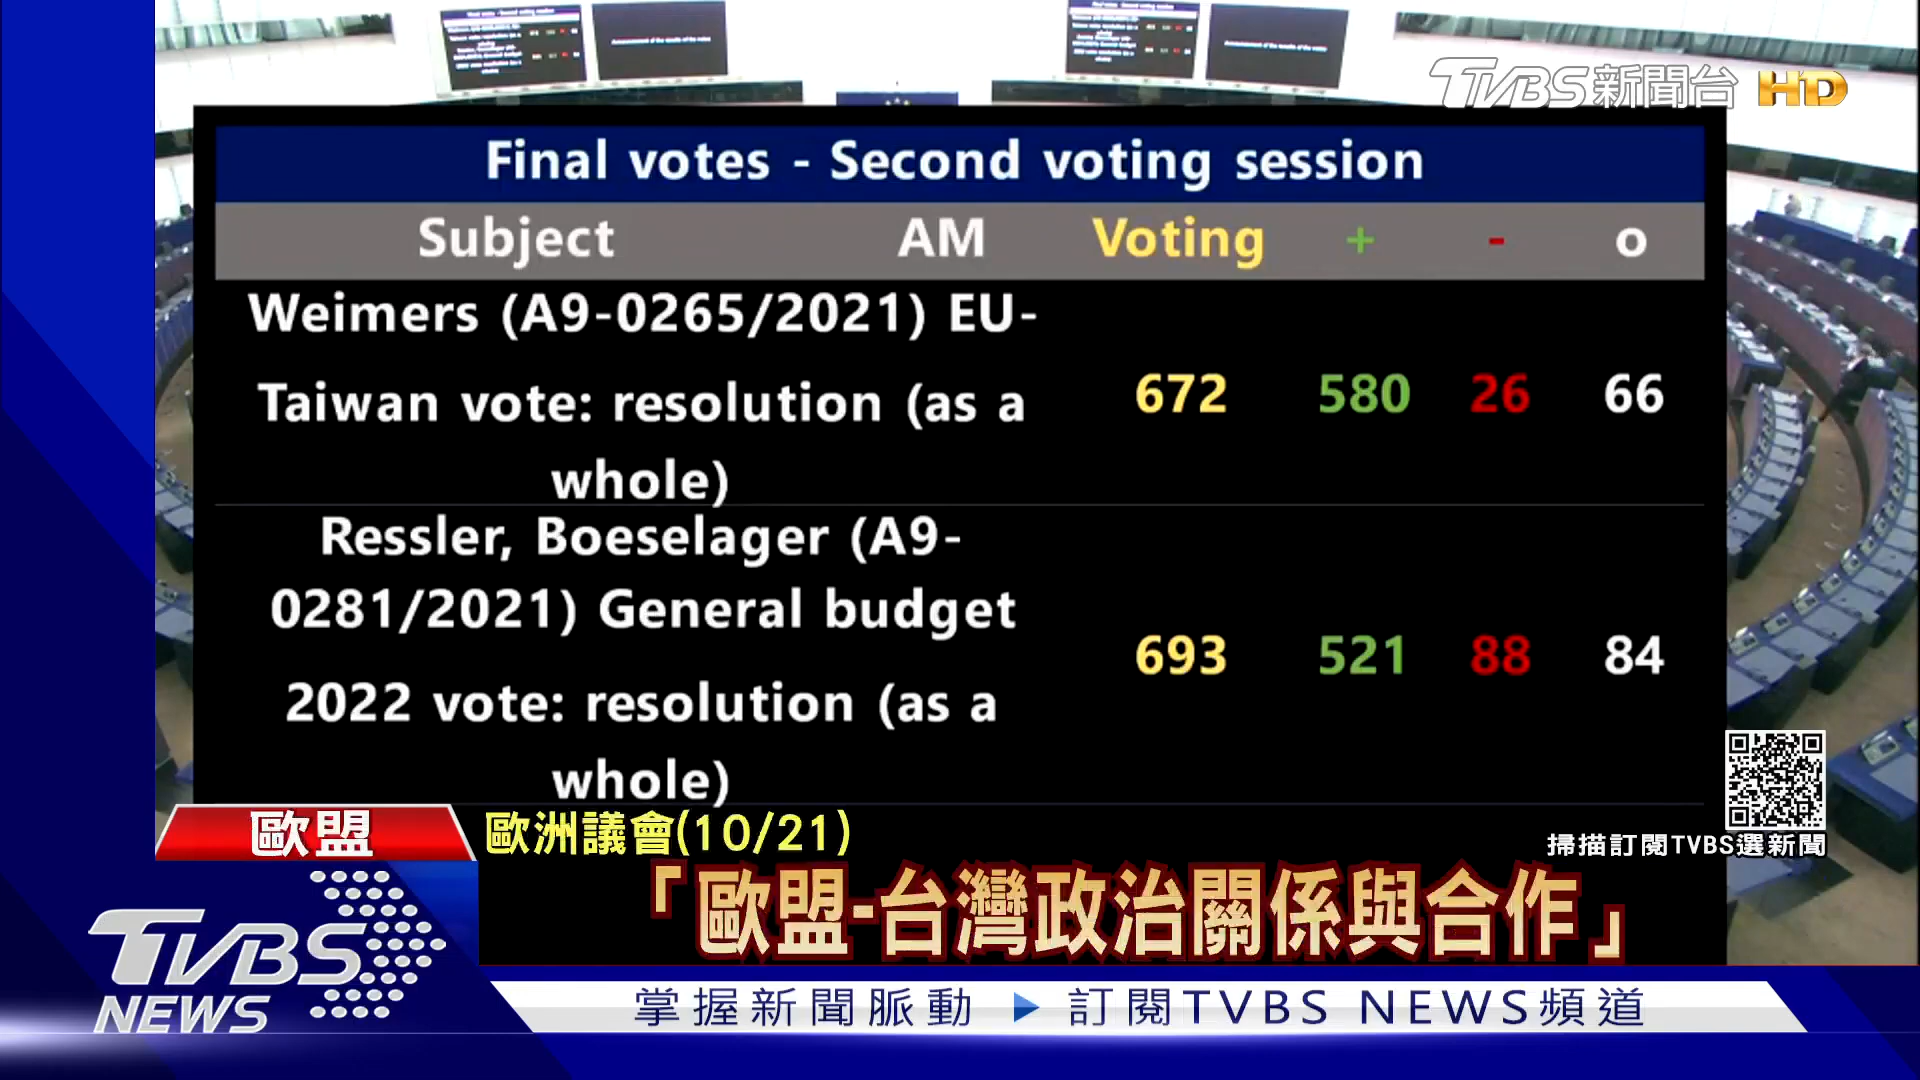 TVBS新聞台 HD
Final votes - Second voting session
Subject AM Voting + - o
Weimers (A9-0265/2021) EU-
Taiwan vote: resolution (as a
whole)
672 580 26 66
Ressler, Boeselager (A9-
0281/2021) General budget
2022 vote: resolution (as a
whole)
693 521 88 84
掃描訂閱TVBS選新聞
歐盟
歐洲議會(10/21)
「歐盟-台灣政治關係與合作」
TVBS
NEWS
掌握新聞脈動 ▶ 訂閱TVBS NEWS頻道